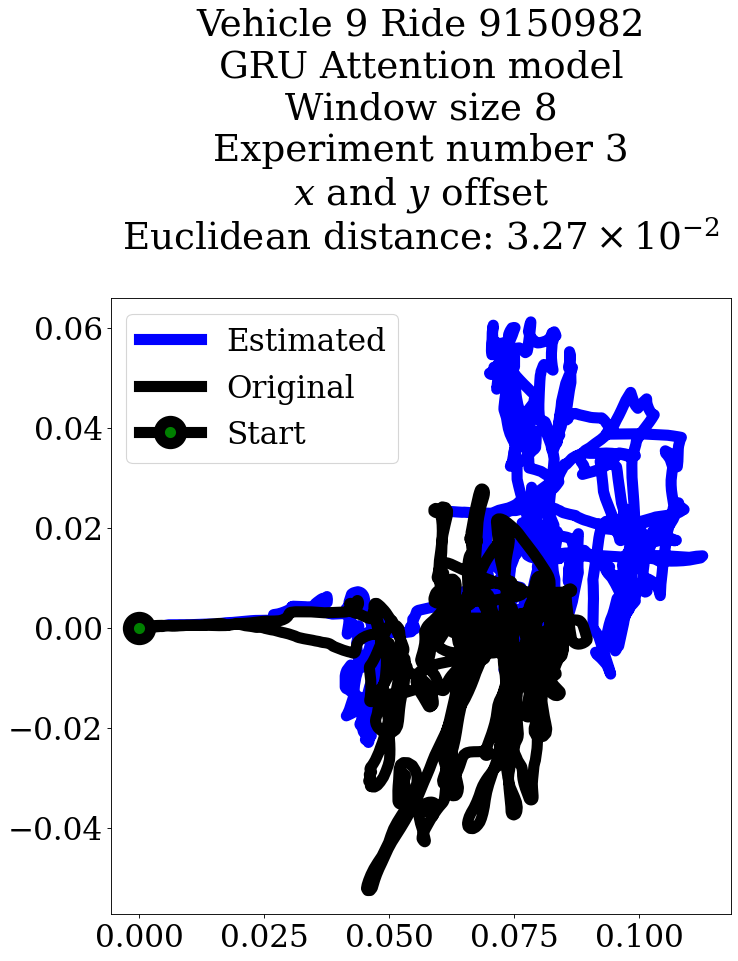 Vehicle 9 Ride 9150982
GRU Attention model
Window size 8
Experiment number 3
x and y offset
Euclidean distance: 3.27 × 10⁻²
Estimated
Original
Start
0.06
0.04
0.02
0.00
−0.02
−0.04
0.000 0.025 0.050 0.075 0.100